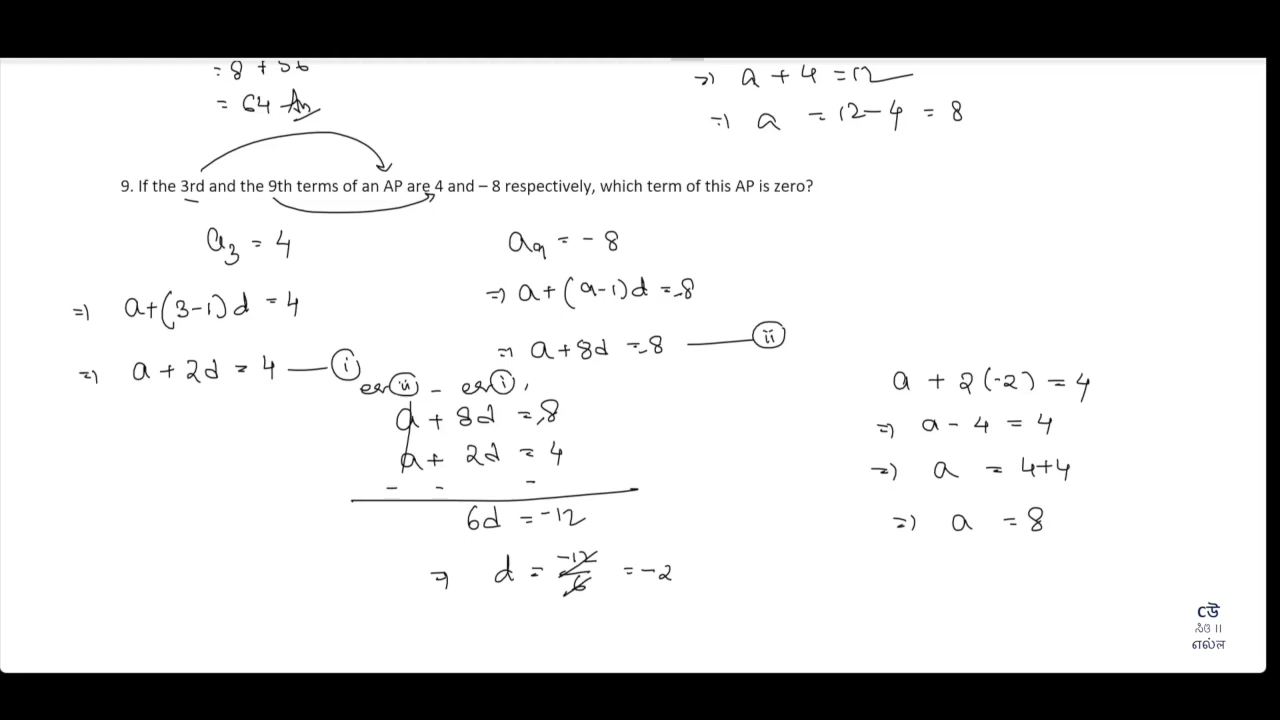 = 8 + 56
= 64 Ans
=) a + 4 = 12
=) a = 12 - 4 = 8
9. If the 3rd and the 9th terms of an AP are 4 and – 8 respectively, which term of this AP is zero?
a₃ = 4
=) a+(3-1)d = 4
=) a + 2d = 4 — (i)
a₉ = - 8
=) a + (9-1)d = -8
=) a + 8d = -8 — (ii)
eq (ii) - eq (i),
a + 8d = -8
a + 2d = 4
- - -
6d = -12
=) d = -12/6 = -2
a + 2(-2) = 4
=) a - 4 = 4
=) a = 4+4
=) a = 8